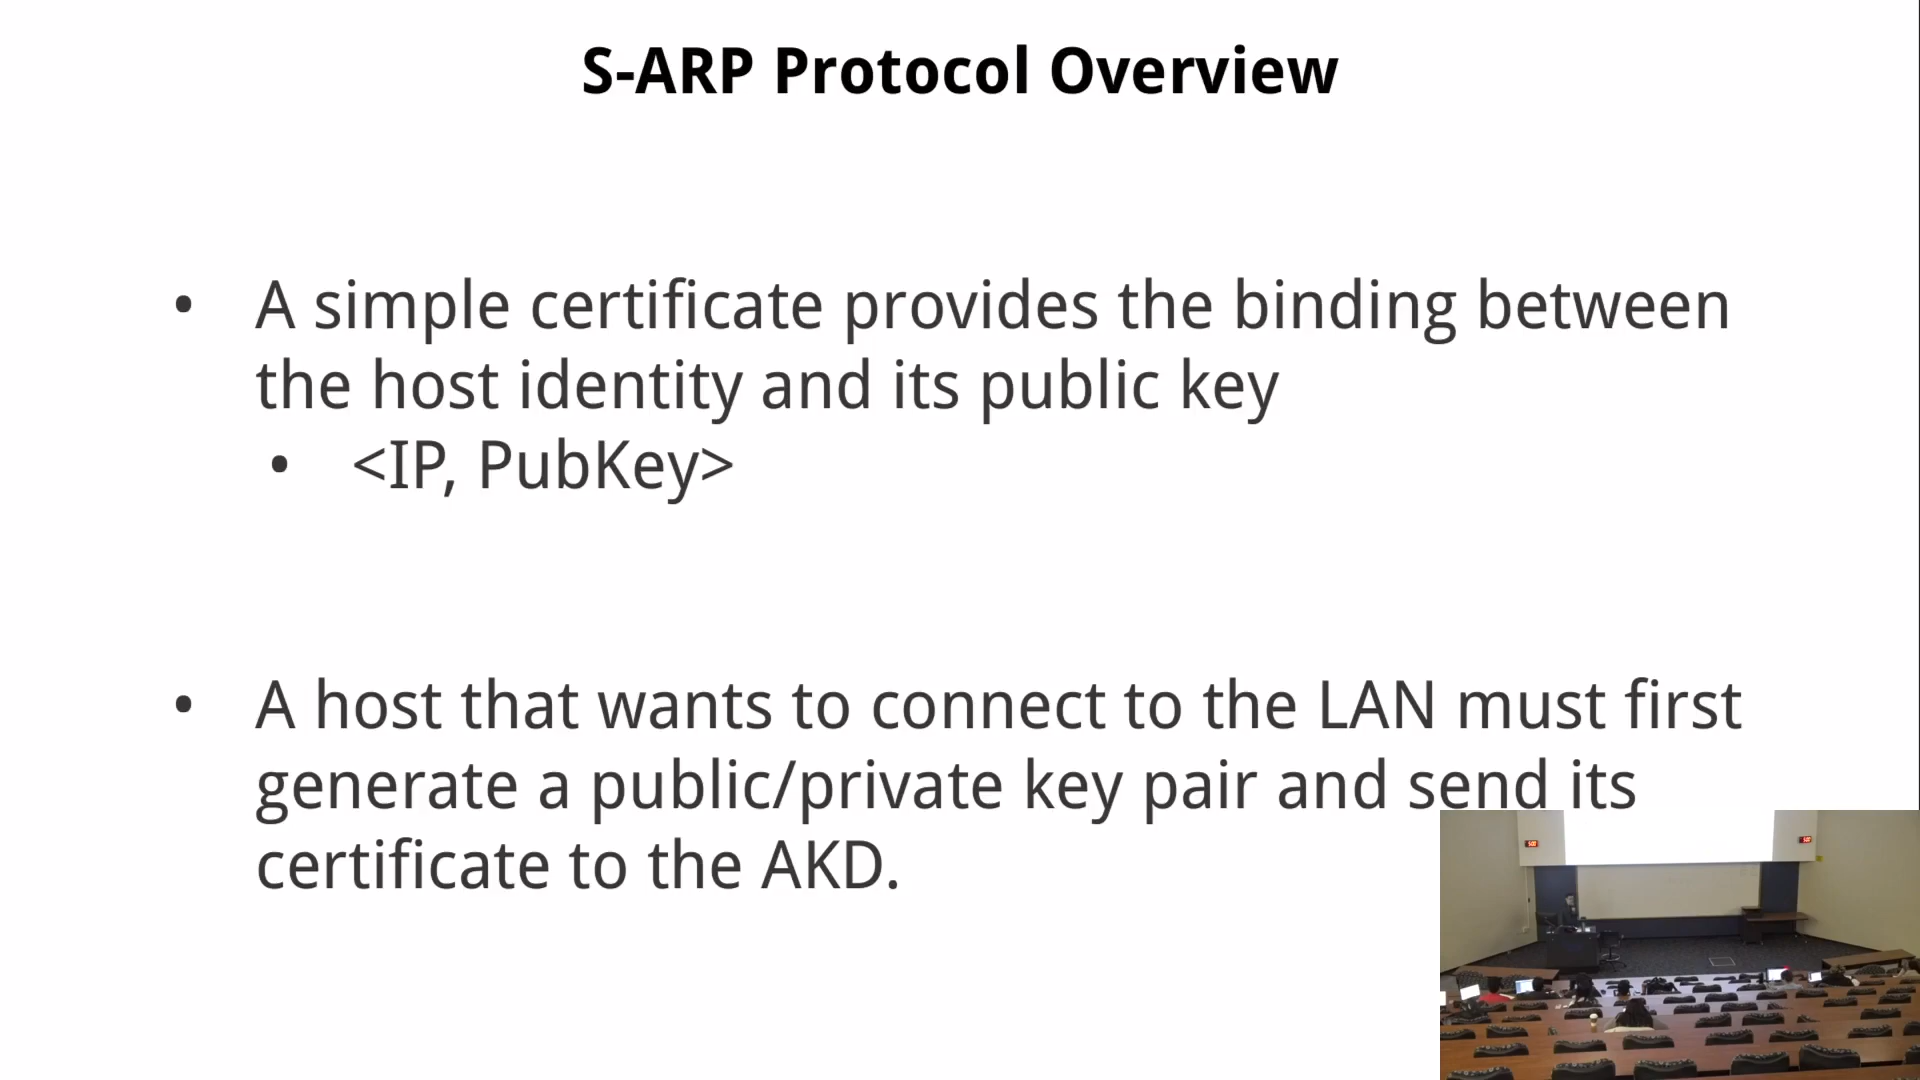 S-ARP Protocol Overview
• A simple certificate provides the binding between
the host identity and its public key
• <IP, PubKey>
• A host that wants to connect to the LAN must first
generate a public/private key pair and send its
certificate to the AKD.